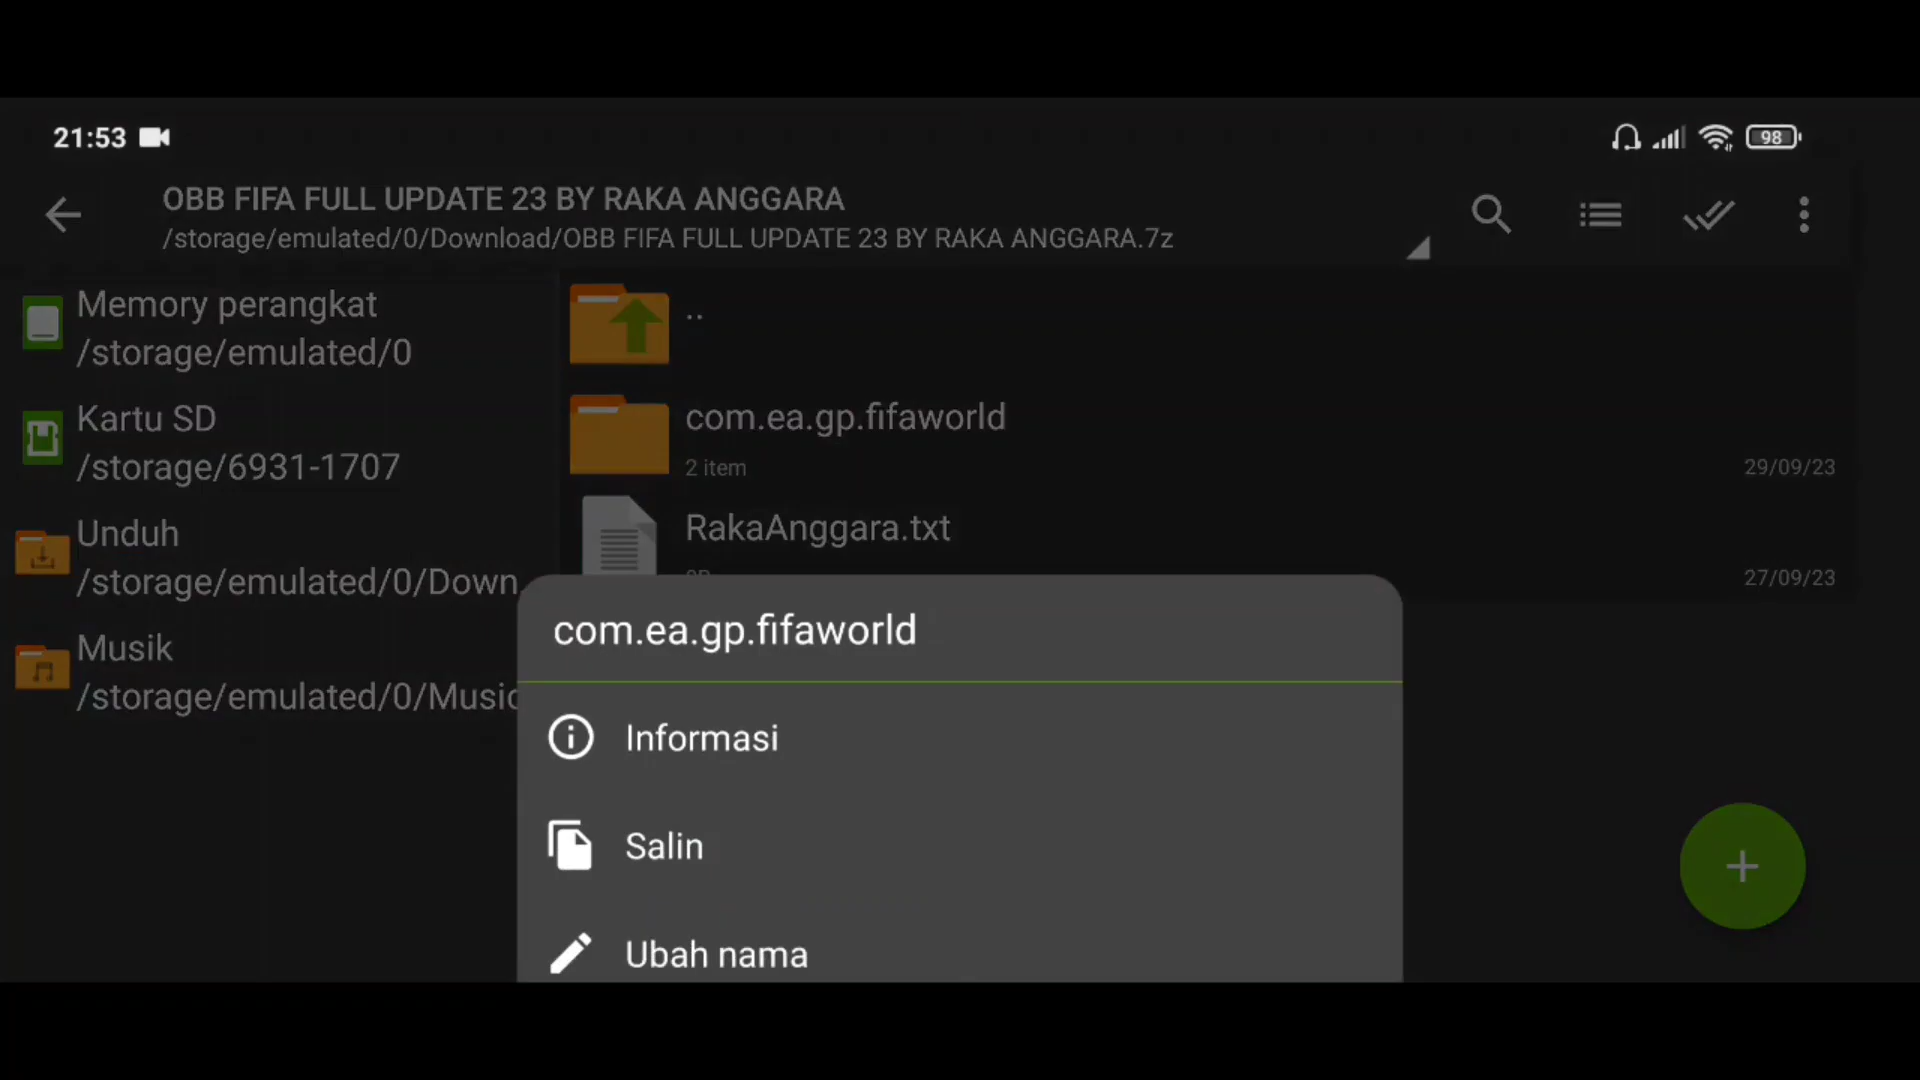 21:53
98
OBB FIFA FULL UPDATE 23 BY RAKA ANGGARA
/storage/emulated/0/Download/OBB FIFA FULL UPDATE 23 BY RAKA ANGGARA.7z
Memory perangkat
/storage/emulated/0
Kartu SD
/storage/6931-1707
Unduh
/storage/emulated/0/Down
Musik
/storage/emulated/0/Music
..
com.ea.gp.fifaworld
2 item
29/09/23
RakaAnggara.txt
27/09/23
com.ea.gp.fifaworld
Informasi
Salin
Ubah nama